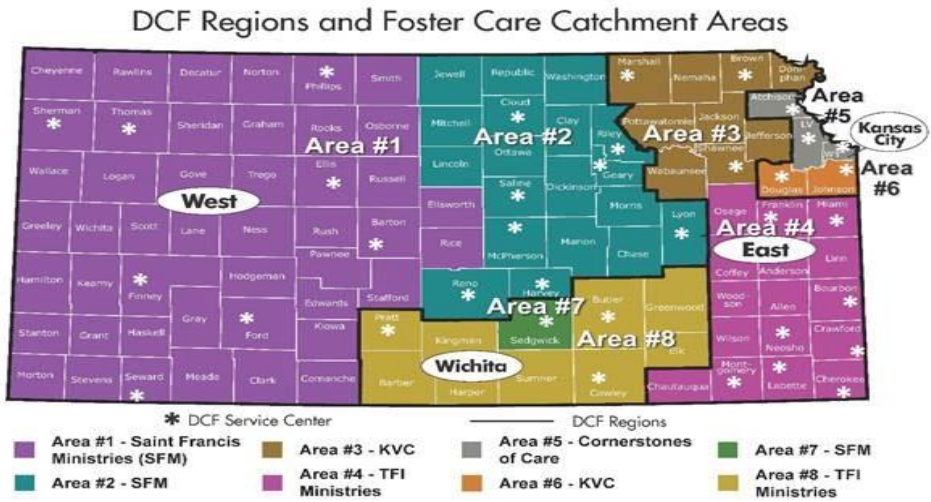 DCF Regions and Foster Care Catchment Areas
Cheyenne Rawlins Decatur Norton Phillips Smith Jewell Republic Washington Marshall Nemaha Brown Doni phan
Atchison Area #5
Sherman Thomas Sheridan Graham Rooks Osborne Mitchell Cloud Clay Riley Pottawatomie Jackson Jefferson LV Kansas City
Area #1 Area #2 Area #3
Wallace Logan Gove Trego Ellis Russell Lincoln Ottawa Saline Dickinson Geary Wabaunsee Shawnee Douglas Johnson Area #6
West
Ellsworth Morris Osage Franklin Miami
Area #4
Greeley Wichita Scott Lane Ness Rush Barton Rice McPherson Marion Chase Lyon East
Pawnee Coffey Anderson Linn
Hamilton Kearny Finney Hodgeman Edwards Stafford Reno Harvey Butler Greenwood Wood- son Allen Bourbon
Area #7
Stanton Grant Haskell Gray Ford Kiowa Pratt Kingman Sedgwick Area #8 Elk Wilson Neosho Crawford
Wichita
Morton Stevens Seward Meade Clark Comanche Barber Harper Sumner Cowley Chautauqua Mont- gomery Labette Cherokee
* DCF Service Center DCF Regions
Area #1 - Saint Francis Ministries (SFM)
Area #3 - KVC
Area #5 - Cornerstones of Care
Area #7 - SFM
Area #2 - SFM
Area #4 - TFI Ministries
Area #6 - KVC
Area #8 - TFI Ministries